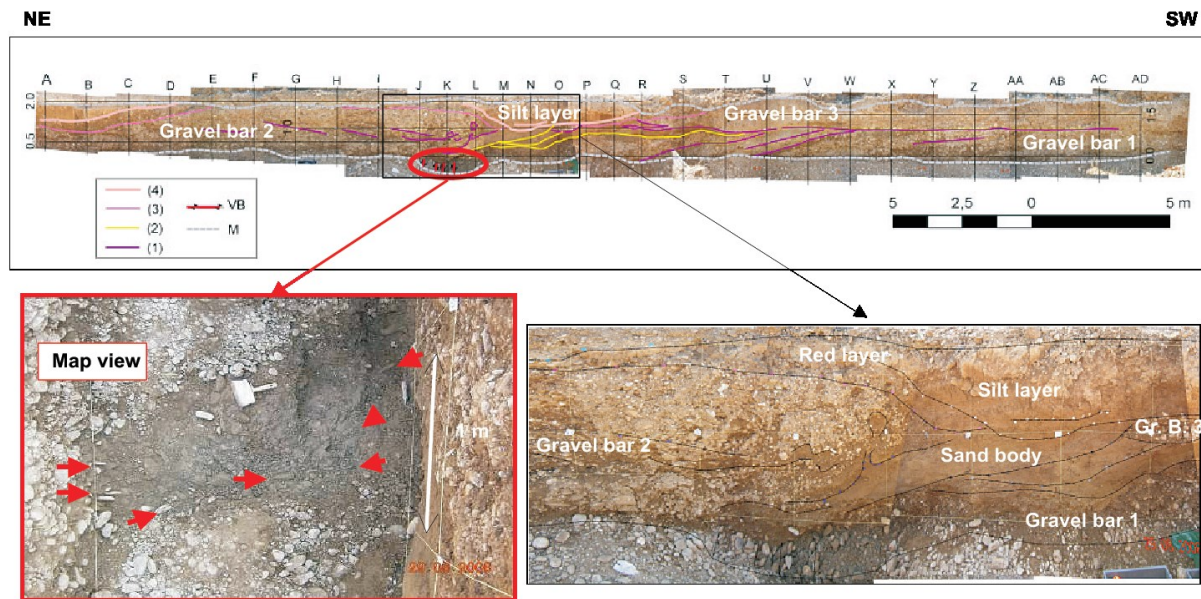 NE SW
A B C D E F G H I J K L M N O P Q R S T U V W X Y Z AA AB AC AD
2.0 Silt layer Gravel bar 3 1.5
Gravel bar 2 1.0
0.5 Gravel bar 1 0.0
(4)
(3) VB
(2) M
(1)
5 2,5 0 5 m
Map view
1 m
Red layer
Silt layer
Gravel bar 2 Gr. B. 3
Sand body
Gravel bar 1